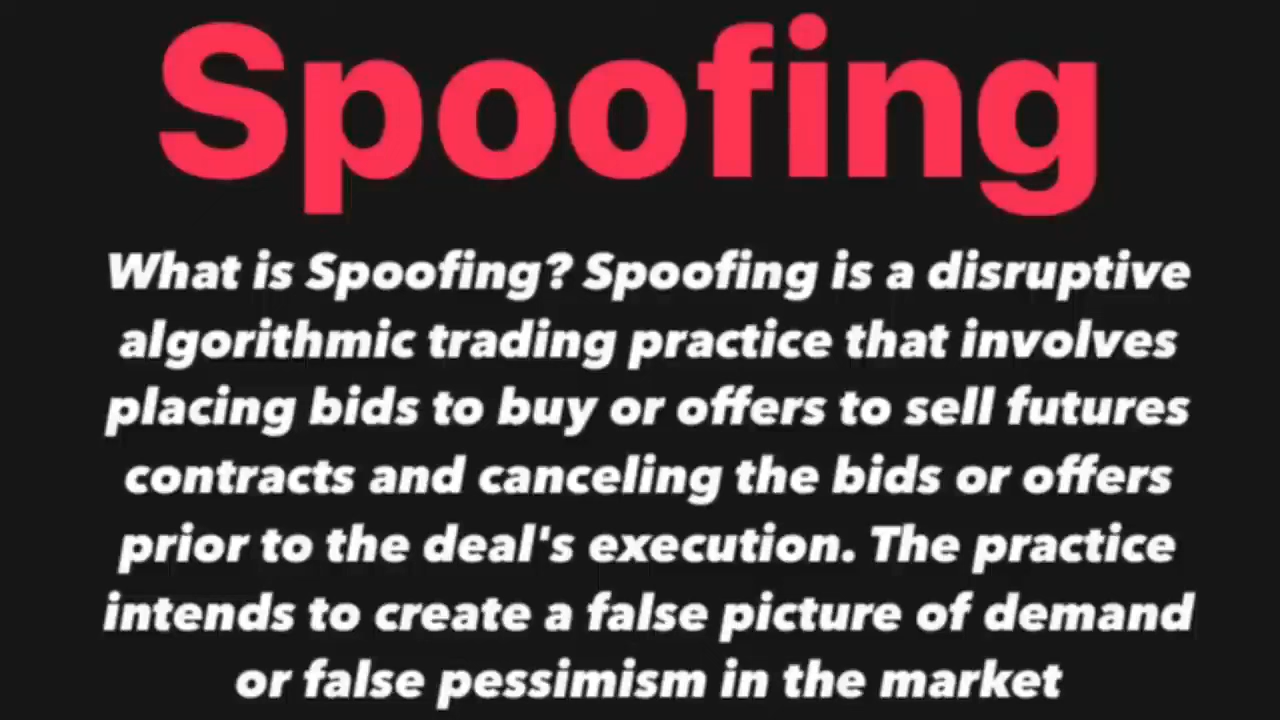 Spoofing
What is Spoofing? Spoofing is a disruptive
algorithmic trading practice that involves
placing bids to buy or offers to sell futures
contracts and canceling the bids or offers
prior to the deal's execution. The practice
intends to create a false picture of demand
or false pessimism in the market